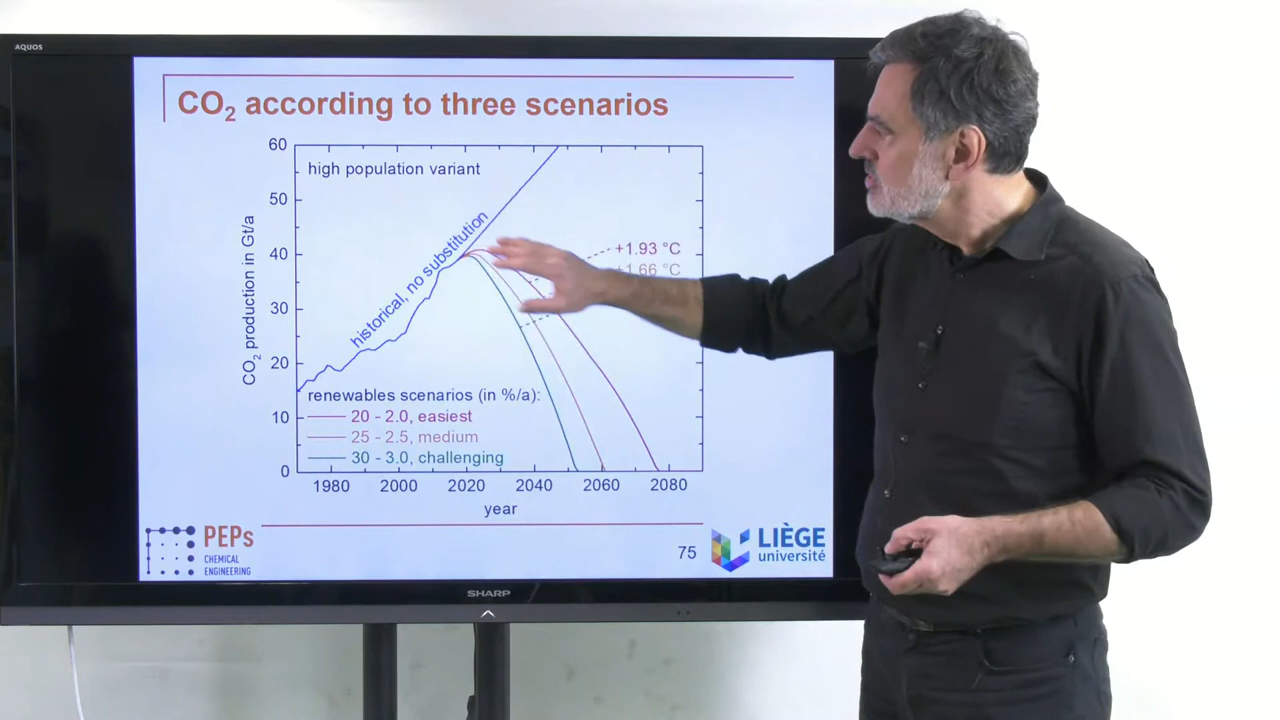 AQUOS
CO₂ according to three scenarios
60
50
40
30
20
10
0
CO₂ production in Gt/a
high population variant
historical, no substitution
+1.93 °C
+1.66 °C
renewables scenarios (in %/a):
20 - 2.0, easiest
25 - 2.5, medium
30 - 3.0, challenging
1980 2000 2020 2040 2060 2080
year
PEPs
CHEMICAL
ENGINEERING
75
LIÈGE
université
SHARP